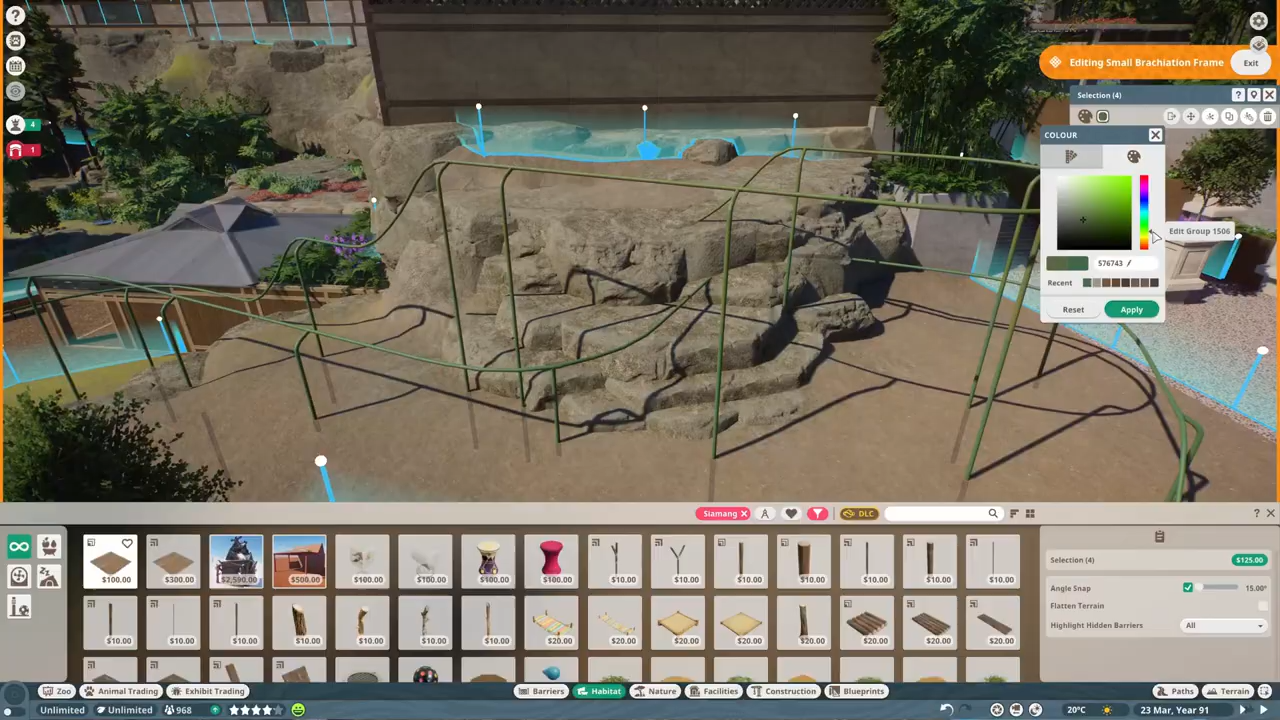 Editing Small Brachiation Frame
Exit
Selection (4)
COLOUR
Edit Group 1506
576743
Recent
Reset
Apply
4
1
Siamang
DLC
$100.00
$300.00
$2,590.00
$500.00
$100.00
$100.00
$100.00
$100.00
$10.00
$10.00
$10.00
$10.00
$10.00
$10.00
$10.00
$10.00
$10.00
$10.00
$10.00
$10.00
$10.00
$10.00
$20.00
$20.00
$20.00
$20.00
$10.00
$20.00
$20.00
$20.00
Selection (4)
$125.00
Angle Snap
15.00°
Flatten Terrain
Highlight Hidden Barriers
All
Zoo
Animal Trading
Exhibit Trading
Barriers
Habitat
Nature
Facilities
Construction
Blueprints
Paths
Terrain
Unlimited
Unlimited
968
20°C
23 Mar, Year 91